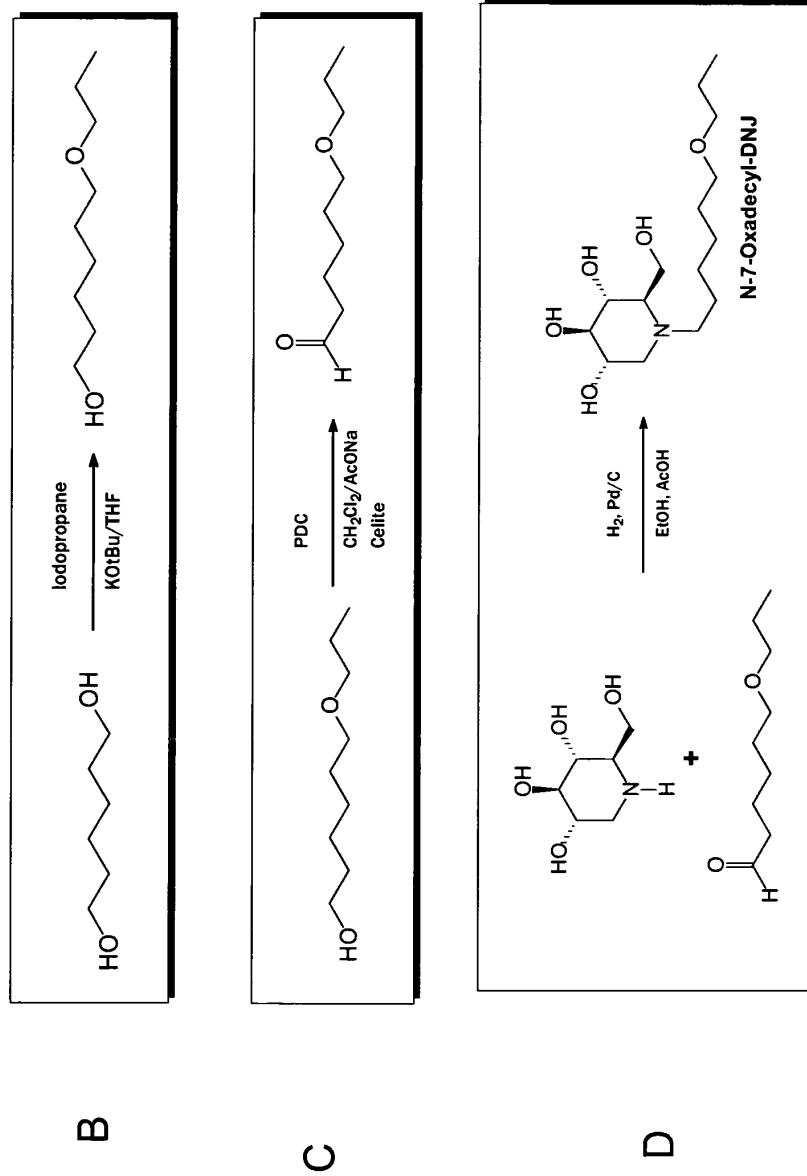 B
HO
OH
Iodopropane
KOtBu/THF
HO
O
C
HO
O
PDC
CH2Cl2/AcONa
Celite
O
H
O
D
HO
OH
OH
OH
N
H
+
O
H
O
H2, Pd/C
EtOH, AcOH
HO
OH
OH
OH
N
O
N-7-Oxadecyl-DNJ